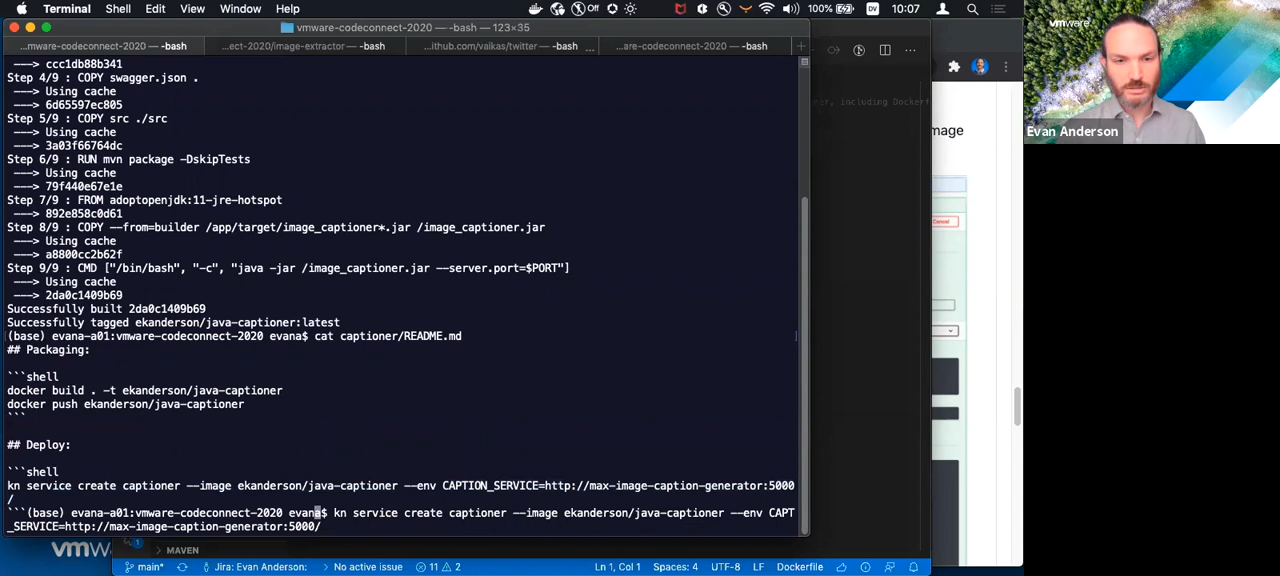 Terminal Shell Edit View Window Help
Off 100% DV 10:07
vmware-codeconnect-2020 — -bash — 123×35
...mware-codeconnect-2020 — -bash
...ect-2020/image-extractor — -bash
...ithub.com/vaikas/twitter — -bash ...
...are-codeconnect-2020 — -bash
+
---> ccc1db88b341
Step 4/9 : COPY swagger.json .
---> Using cache
---> 6d65597ec805
Step 5/9 : COPY src ./src
---> Using cache
---> 3a03f66764dc
Step 6/9 : RUN mvn package -DskipTests
---> Using cache
---> 79f440e67e1e
Step 7/9 : FROM adoptopenjdk:11-jre-hotspot
---> 892e858c0d61
Step 8/9 : COPY --from=builder /app/target/image_captioner*.jar /image_captioner.jar
---> Using cache
---> a8800cc2b62f
Step 9/9 : CMD ["/bin/bash", "-c", "java -jar /image_captioner.jar --server.port=$PORT"]
---> Using cache
---> 2da0c1409b69
Successfully built 2da0c1409b69
Successfully tagged ekanderson/java-captioner:latest
(base) evana-a01:vmware-codeconnect-2020 evana$ cat captioner/README.md
## Packaging:
```shell
docker build . -t ekanderson/java-captioner
docker push ekanderson/java-captioner
```
## Deploy:
```shell
kn service create captioner --image ekanderson/java-captioner --env CAPTION_SERVICE=http://max-image-caption-generator:5000
/
```(base) evana-a01:vmware-codeconnect-2020 evana$ kn service create captioner --image ekanderson/java-captioner --env CAPT
_SERVICE=http://max-image-caption-generator:5000/
er, including Dockerf
mage
Cancel
vmware
Evan Anderson
vmw
1
> MAVEN
main* Jira: Evan Anderson: > No active issue 11 2 Ln 1, Col 1 Spaces: 4 UTF-8 LF Dockerfile